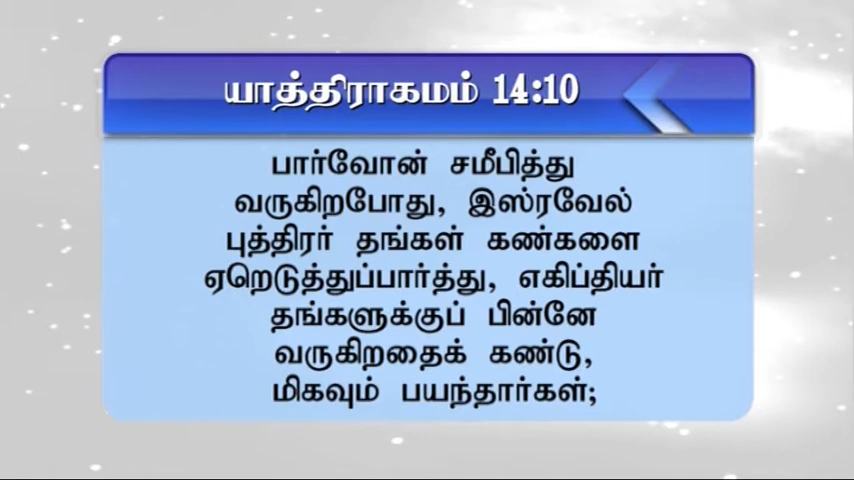 யாத்திராகமம் 14:10
பார்வோன் சமீபித்து
வருகிறபோது, இஸ்ரவேல்
புத்திரர் தங்கள் கண்களை
ஏறெடுத்துப்பார்த்து, எகிப்தியர்
தங்களுக்குப் பின்னே
வருகிறதைக் கண்டு,
மிகவும் பயந்தார்கள்;